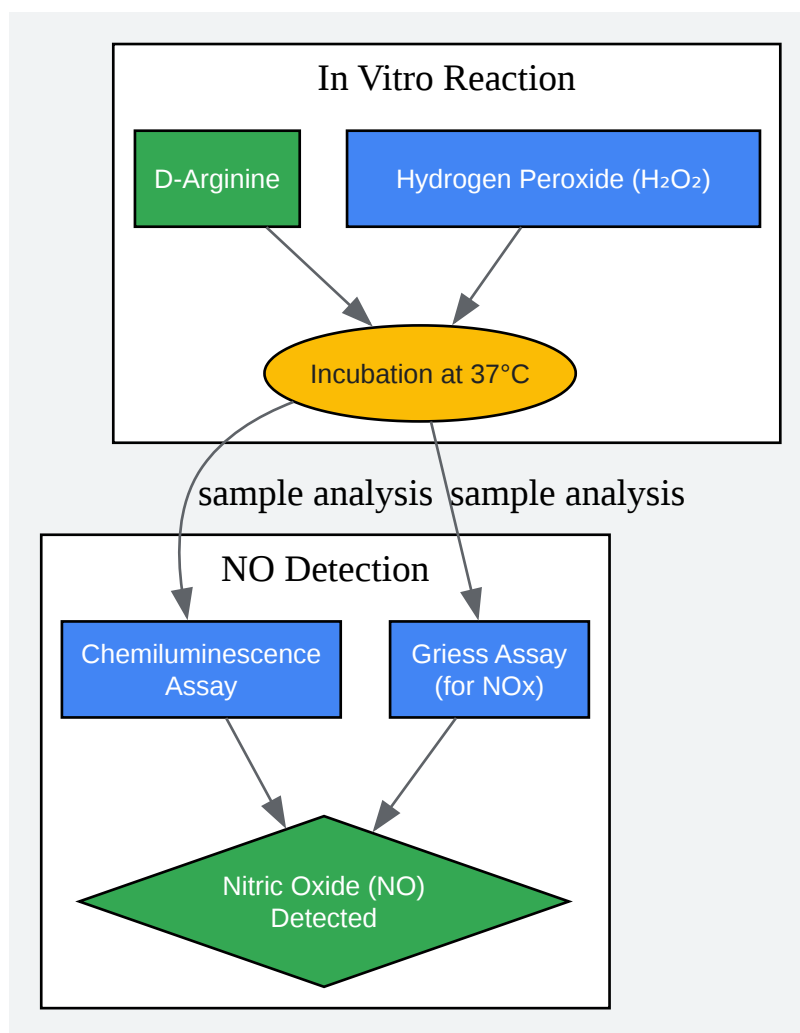 In Vitro Reaction
D-Arginine
Hydrogen Peroxide (H₂O₂)
Incubation at 37°C
sample analysis
sample analysis
NO Detection
Chemiluminescence
Assay
Griess Assay
(for NOx)
Nitric Oxide (NO)
Detected